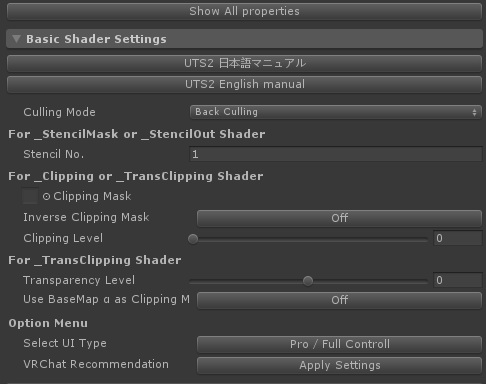 Show All properties
Basic Shader Settings
UTS2 日本語マニュアル
UTS2 English manual
Culling Mode Back Culling
For _StencilMask or _StencilOut Shader
Stencil No. 1
For _Clipping or _TransClipping Shader
Clipping Mask
Inverse Clipping Mask Off
Clipping Level 0
For _TransClipping Shader
Transparency Level 0
Use BaseMap α as Clipping M Off
Option Menu
Select UI Type Pro / Full Controll
VRChat Recommendation Apply Settings